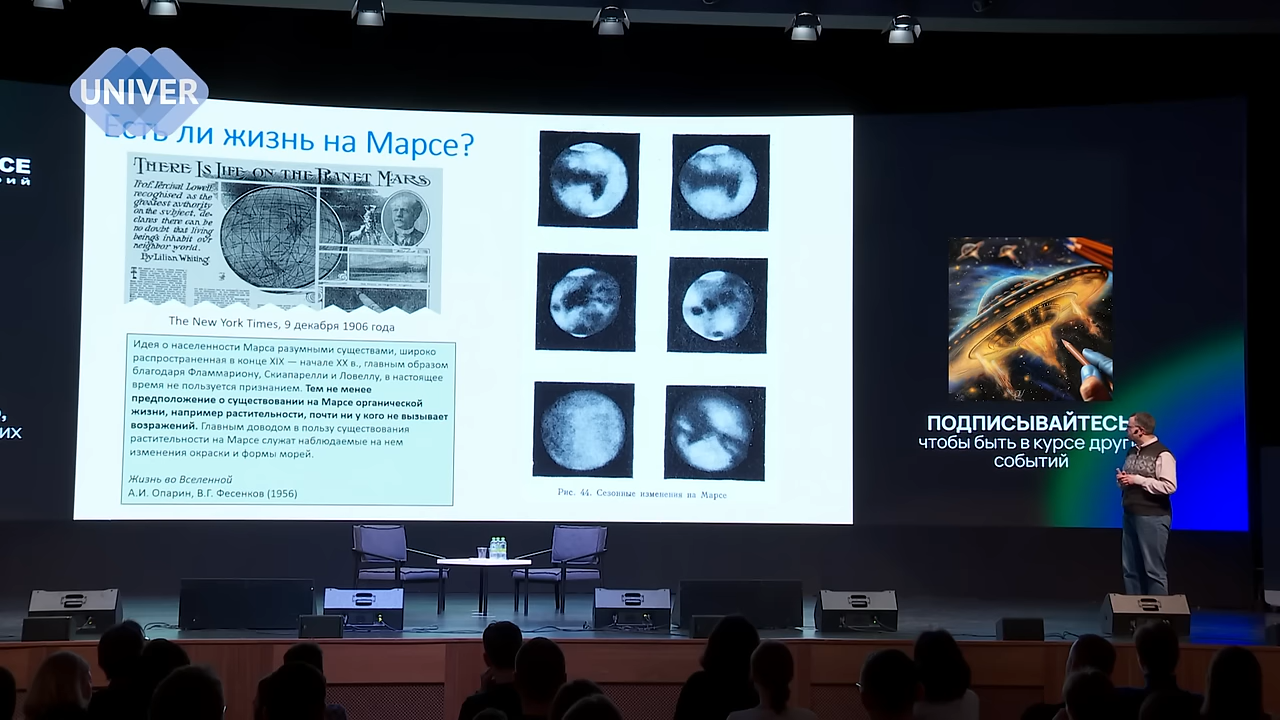 UNIVER
СЕ
Есть ли жизнь на Марсе?
THERE IS LIFE ON THE PLANET MARS
Prof. Percival Lowell
recognised as the
greatest authority
on the subject, de-
clares there can be
no doubt that living
beings inhabit our
neighbor world.
By Lilian Whiting
The New York Times, 9 декабря 1906 года
Идея о населенности Марса разумными существами, широко
распространенная в конце XIX — начале XX в., главным образом
благодаря Фламмариону, Скиапарелли и Ловеллу, в настоящее
время не пользуется признанием. Тем не менее
предположение о существовании на Марсе органической
жизни, например растительности, почти ни у кого не вызывает
возражений. Главным доводом в пользу существования
растительности на Марсе служат наблюдаемые на нем
изменения окраски и формы морей.
Жизнь во Вселенной
А.И. Опарин, В.Г. Фесенков (1956)
Рис. 44. Сезонные изменения на Марсе
их
ПОДПИСЫВАЙТЕСЬ
чтобы быть в курсе друг
событий